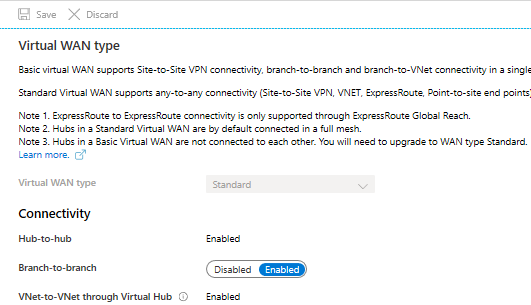 Save Discard
Virtual WAN type
Basic virtual WAN supports Site-to-Site VPN connectivity, branch-to-branch and branch-to-VNet connectivity in a single
Standard Virtual WAN supports any-to-any connectivity (Site-to-Site VPN, VNET, ExpressRoute, Point-to-site end points)
Note 1. ExpressRoute to ExpressRoute connectivity is only supported through ExpressRoute Global Reach.
Note 2. Hubs in a Standard Virtual WAN are by default connected in a full mesh.
Note 3. Hubs in a Basic Virtual WAN are not connected to each other. You will need to upgrade to WAN type Standard.
Learn more.
Virtual WAN type Standard
Connectivity
Hub-to-hub Enabled
Branch-to-branch Disabled Enabled
VNet-to-VNet through Virtual Hub Enabled